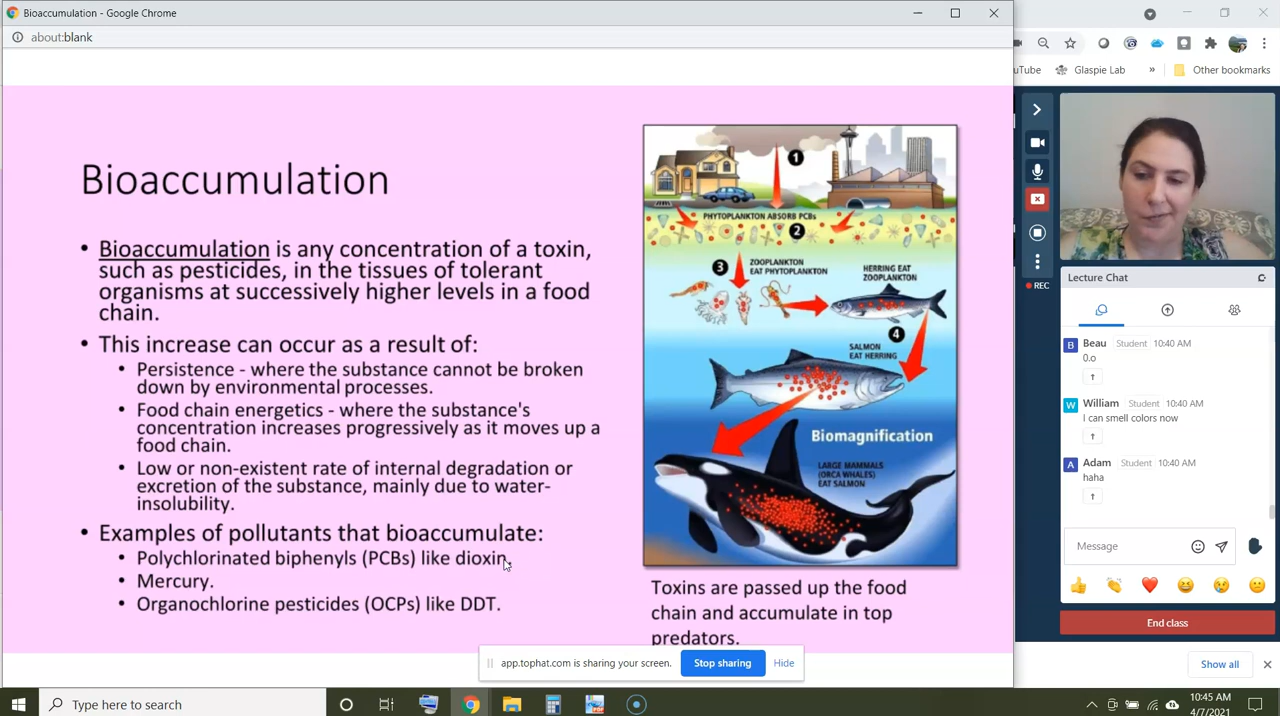 Bioaccumulation - Google Chrome
about:blank
uTube
Glaspie Lab
»
Other bookmarks
Bioaccumulation
• Bioaccumulation is any concentration of a toxin,
such as pesticides, in the tissues of tolerant
organisms at successively higher levels in a food
chain.
• This increase can occur as a result of:
• Persistence - where the substance cannot be broken
down by environmental processes.
• Food chain energetics - where the substance's
concentration increases progressively as it moves up a
food chain.
• Low or non-existent rate of internal degradation or
excretion of the substance, mainly due to water-
insolubility.
• Examples of pollutants that bioaccumulate:
• Polychlorinated biphenyls (PCBs) like dioxin.
• Mercury.
• Organochlorine pesticides (OCPs) like DDT.
1
PHYTOPLANKTON ABSORB PCBs
2
3
ZOOPLANKTON
EAT PHYTOPLANKTON
HERRING EAT
ZOOPLANKTON
4
SALMON
EAT HERRING
Biomagnification
LARGE MAMMALS
(ORCA WHALES)
EAT SALMON
Toxins are passed up the food
chain and accumulate in top
predators.
app.tophat.com is sharing your screen.
Stop sharing
Hide
REC
Lecture Chat
B Beau Student 10:40 AM
0.o
W William Student 10:40 AM
I can smell colors now
A Adam Student 10:40 AM
haha
Message
End class
Show all
Type here to search
10:45 AM
4/7/2021